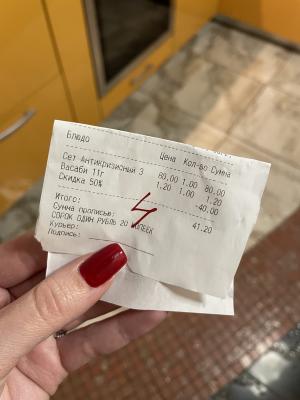 Блюдо Цена Кол-во Сумма
Сет Антикризисный 3 80.00 1.00 80.00
Васаби 11г 1.20 1.00 1.20
Скидка 50% -40.00
Итого: 41.20
Сумма прописью:
СОРОК ОДИН РУБЛЬ 20 КОПЕЕК
Курьер:
Подпись:
4